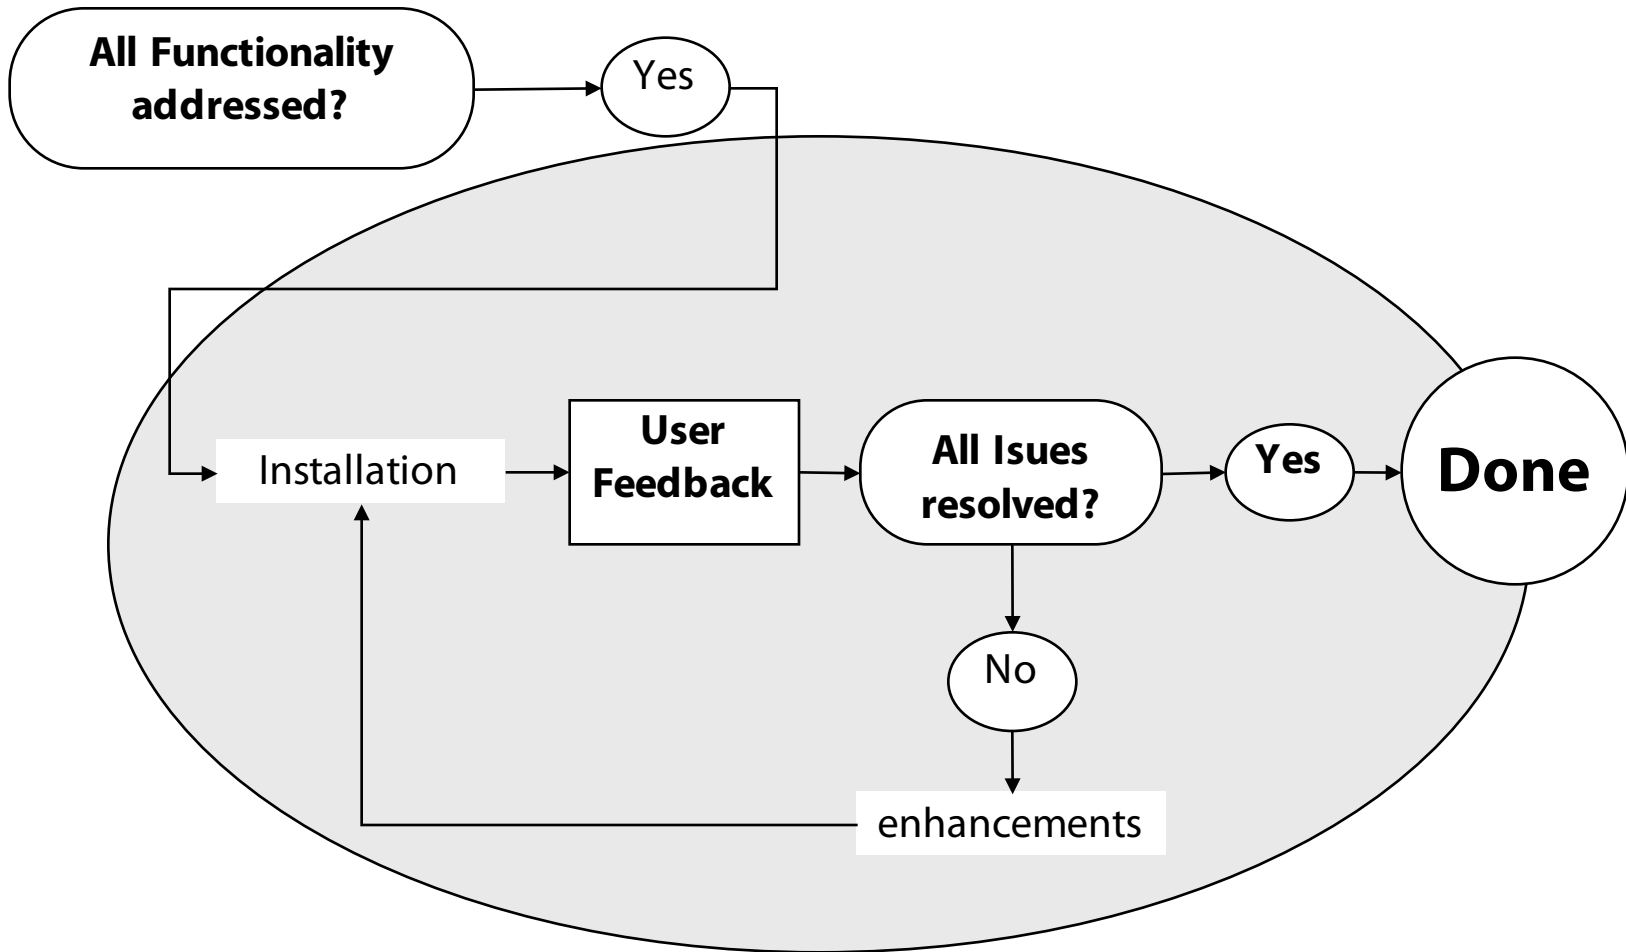 All Functionality
addressed?
Yes
Installation
User
Feedback
All Isues
resolved?
Yes
Done
No
enhancements